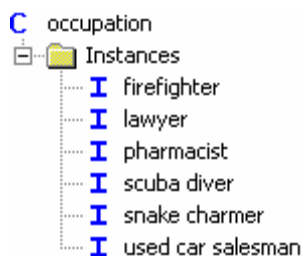 C occupation
Instances
I firefighter
I lawyer
I pharmacist
I scuba diver
I snake charmer
I used car salesman